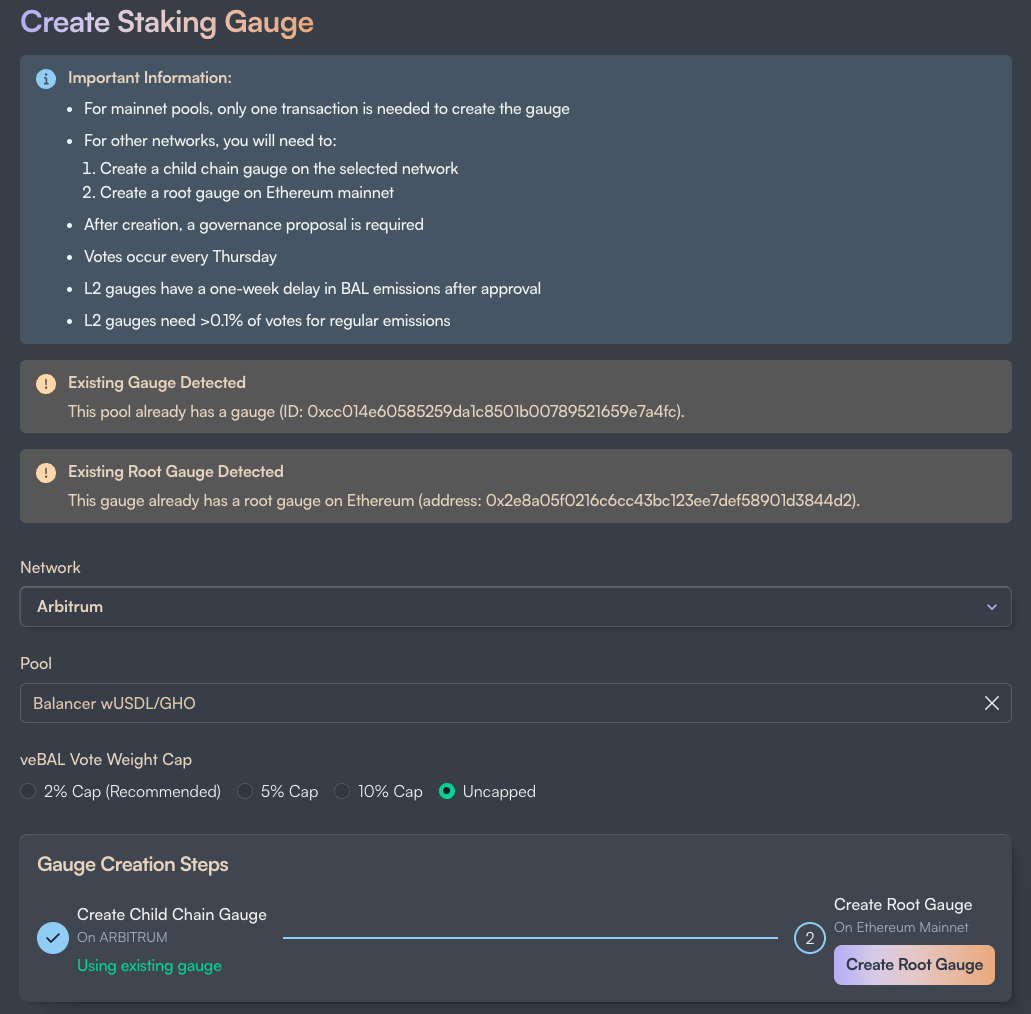 Create Staking Gauge
Important Information:
• For mainnet pools, only one transaction is needed to create the gauge
• For other networks, you will need to:
1. Create a child chain gauge on the selected network
2. Create a root gauge on Ethereum mainnet
• After creation, a governance proposal is required
• Votes occur every Thursday
• L2 gauges have a one-week delay in BAL emissions after approval
• L2 gauges need >0.1% of votes for regular emissions
Existing Gauge Detected
This pool already has a gauge (ID: 0xcc014e60585259da1c8501b00789521659e7a4fc).
Existing Root Gauge Detected
This gauge already has a root gauge on Ethereum (address: 0x2e8a05f0216c6cc43bc123ee7def58901d3844d2).
Network
Arbitrum
Pool
Balancer wUSDL/GHO
veBAL Vote Weight Cap
2% Cap (Recommended) 5% Cap 10% Cap Uncapped
Gauge Creation Steps
Create Child Chain Gauge
On ARBITRUM
Using existing gauge
2
Create Root Gauge
On Ethereum Mainnet
Create Root Gauge